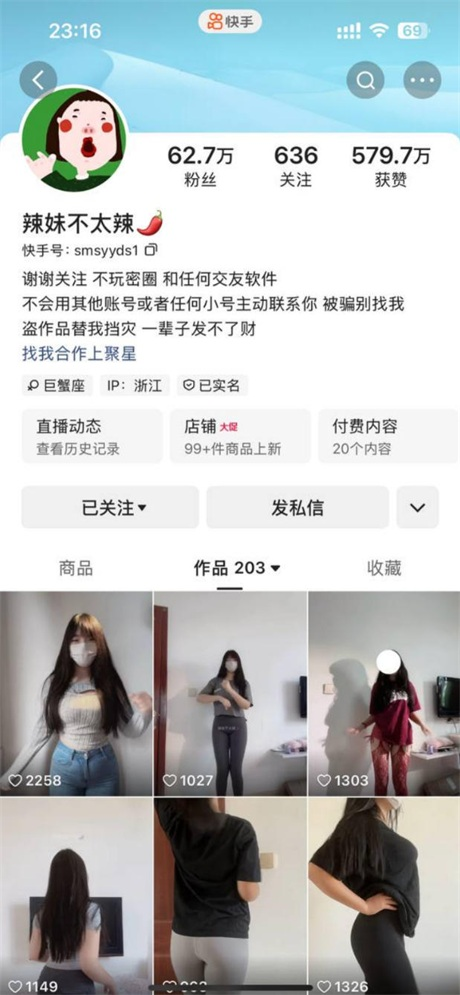 23:16
快手
69
62.7万 636 579.7万
粉丝 关注 获赞
辣妹不太辣🌶️
快手号: smsyyds1
谢谢关注 不玩密圈 和任何交友软件
不会用其他账号或者任何小号主动联系你 被骗别找我
盗作品替我挡灾 一辈子发不了财
找我合作上聚星
巨蟹座 IP: 浙江 已实名
直播动态 店铺 大促 付费内容
查看历史记录 99+件商品上新 20个内容
已关注 发私信
商品 作品 203 收藏
2258 1027 1303
1149 1326